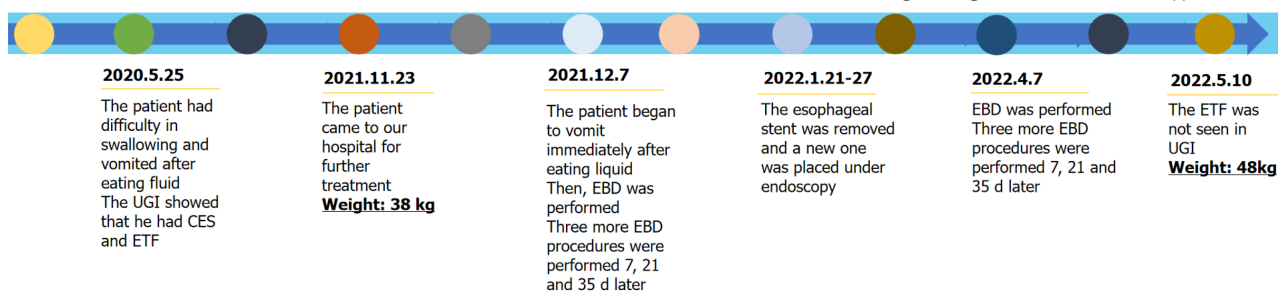 2020.5.25
The patient had
difficulty in
swallowing and
vomited after
eating fluid
The UGI showed
that he had CES
and ETF
2021.11.23
The patient
came to our
hospital for
further
treatment
Weight: 38 kg
2021.12.7
The patient began
to vomit
immediately after
eating liquid
Then, EBD was
performed
Three more EBD
procedures were
performed 7, 21
and 35 d later
2022.1.21-27
The esophageal
stent was removed
and a new one
was placed under
endoscopy
2022.4.7
EBD was performed
Three more EBD
procedures were
performed 7, 21 and
35 d later
2022.5.10
The ETF was
not seen in
UGI
Weight: 48kg